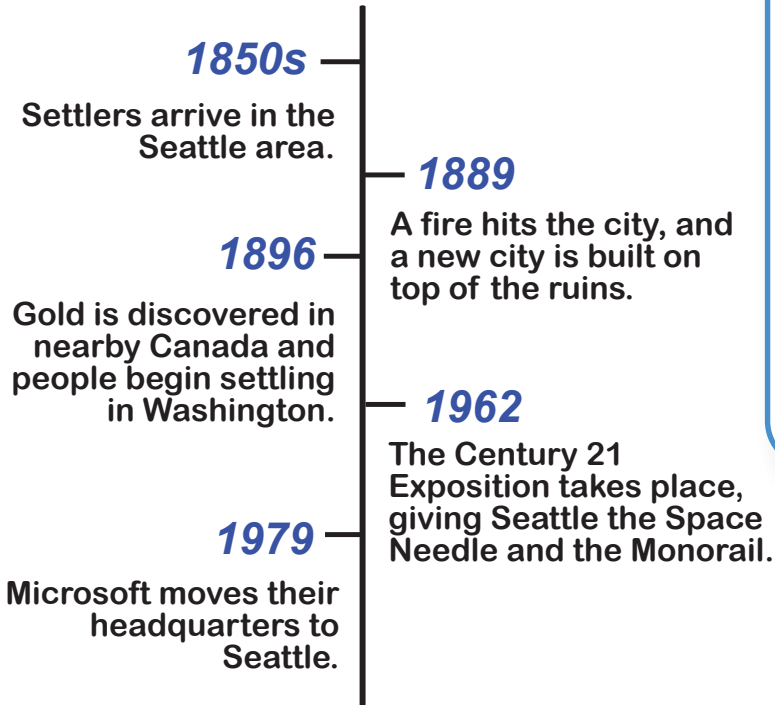 1850s
Settlers arrive in the
Seattle area.
1889
A fire hits the city, and
a new city is built on
top of the ruins.
1896
Gold is discovered in
nearby Canada and
people begin settling
in Washington.
1962
The Century 21
Exposition takes place,
giving Seattle the Space
Needle and the Monorail.
1979
Microsoft moves their
headquarters to
Seattle.